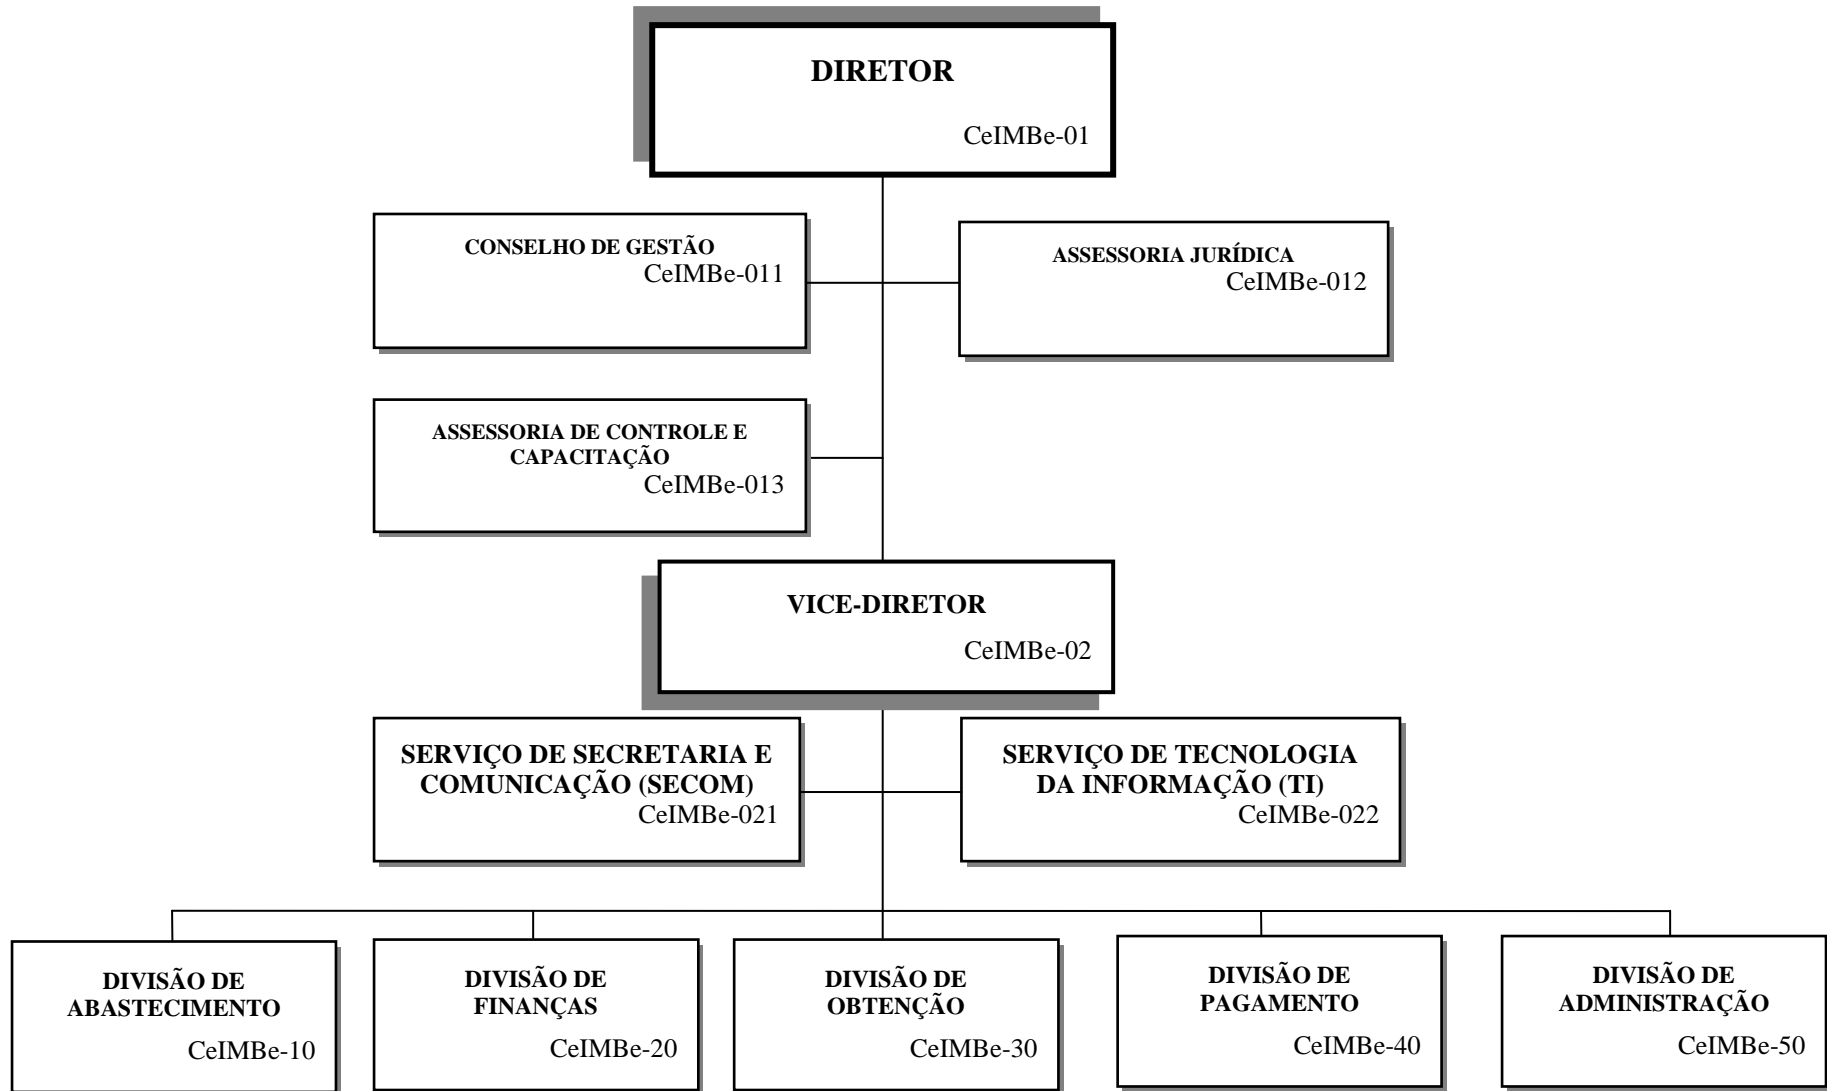 DIRETOR
CeIMBe-01
CONSELHO DE GESTÃO
CeIMBe-011
ASSESSORIA JURÍDICA
CeIMBe-012
ASSESSORIA DE CONTROLE E
CAPACITAÇÃO
CeIMBe-013
VICE-DIRETOR
CeIMBe-02
SERVIÇO DE SECRETARIA E
COMUNICAÇÃO (SECOM)
CeIMBe-021
SERVIÇO DE TECNOLOGIA
DA INFORMAÇÃO (TI)
CeIMBe-022
DIVISÃO DE
ABASTECIMENTO
CeIMBe-10
DIVISÃO DE
FINANÇAS
CeIMBe-20
DIVISÃO DE
OBTENÇÃO
CeIMBe-30
DIVISÃO DE
PAGAMENTO
CeIMBe-40
DIVISÃO DE
ADMINISTRAÇÃO
CeIMBe-50